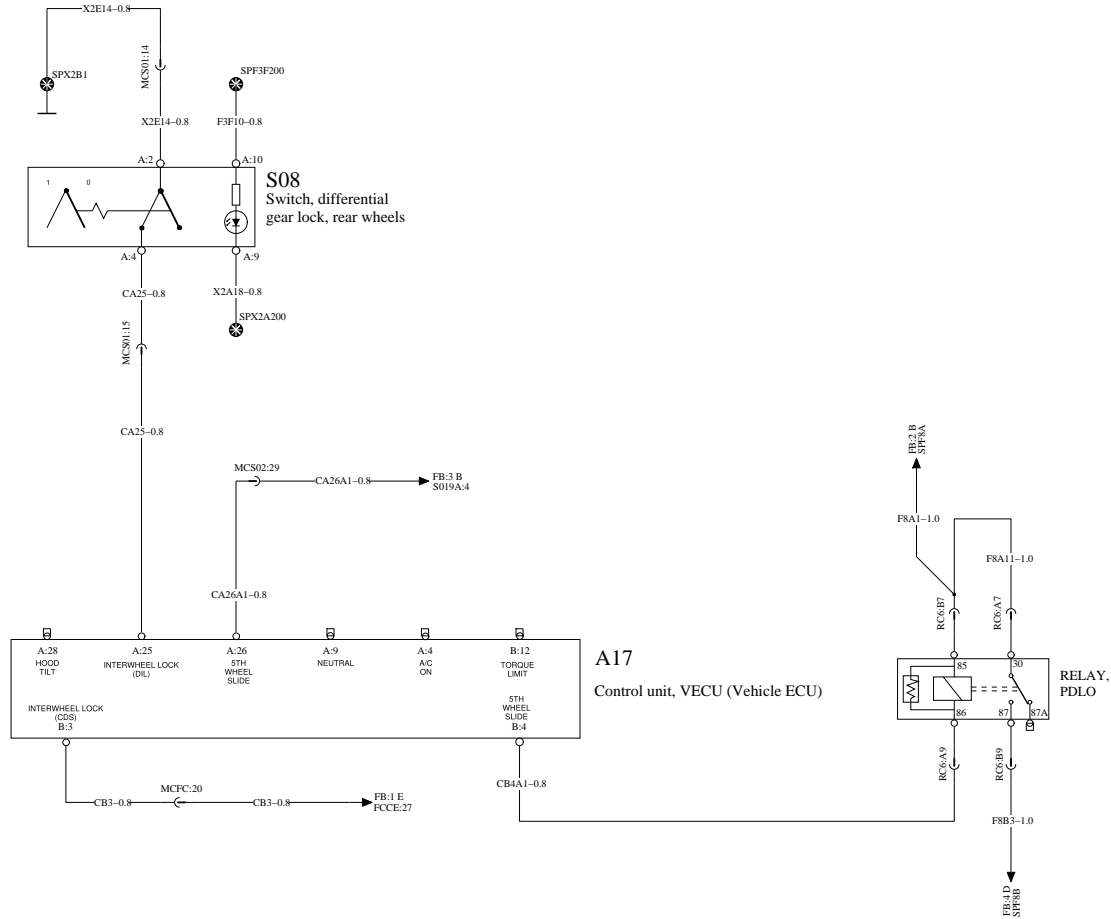 X2E14–0.8
SPX2B1
MCS01:14
SPF3F200
X2E14–0.8
F3F10–0.8
A:2
A:10
S08
Switch, differential
gear lock, rear wheels
1
0
A:4
A:9
CA25–0.8
X2A18–0.8
MCS01:15
SPX2A200
CA25–0.8
MCS02:29
CA26A1–0.8
FB:3 B
S019A:4
FB:2 B
SPF8A
F8A1–1.0
F8A11–1.0
CA26A1–0.8
RC6:B7
RC6:A7
A:28
HOOD
TILT
A:25
INTERWHEEL LOCK
(DIL)
A:26
5TH
WHEEL
SLIDE
A:9
NEUTRAL
A:4
A/C
ON
B:12
TORQUE
LIMIT
A17
Control unit, VECU (Vehicle ECU)
INTERWHEEL LOCK
(CDS)
B:3
5TH
WHEEL
SLIDE
B:4
85
30
RELAY,
PDLO
86
87
87A
RC6:A9
RC6:B9
CB4A1–0.8
CB3–0.8
MCFC:20
CB3–0.8
FB:1 E
FCCE:27
F8B3–1.0
FB:4 D
SPF8B